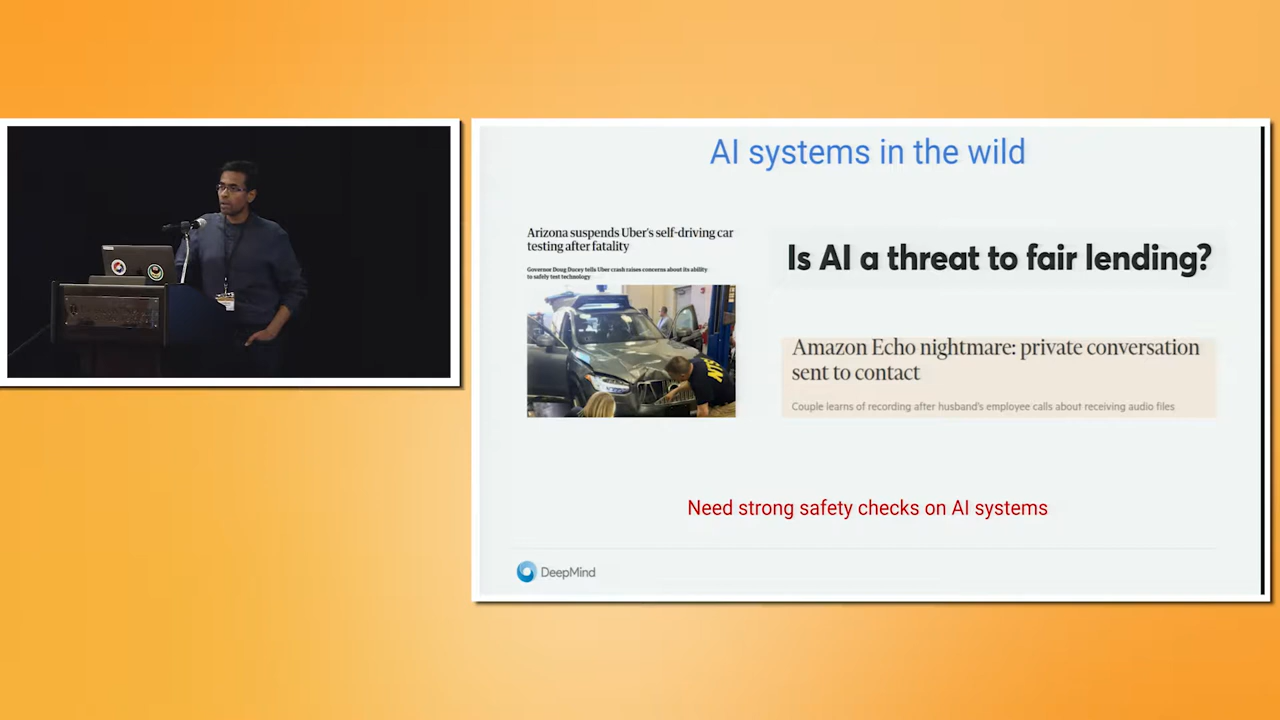 AI systems in the wild
Arizona suspends Uber's self-driving car
testing after fatality
Governor Doug Ducey tells Uber crash raises concerns about its ability
to safely test technology
NTS
Is AI a threat to fair lending?
Amazon Echo nightmare: private conversation
sent to contact
Couple learns of recording after husband's employee calls about receiving audio files
Need strong safety checks on AI systems
DeepMind